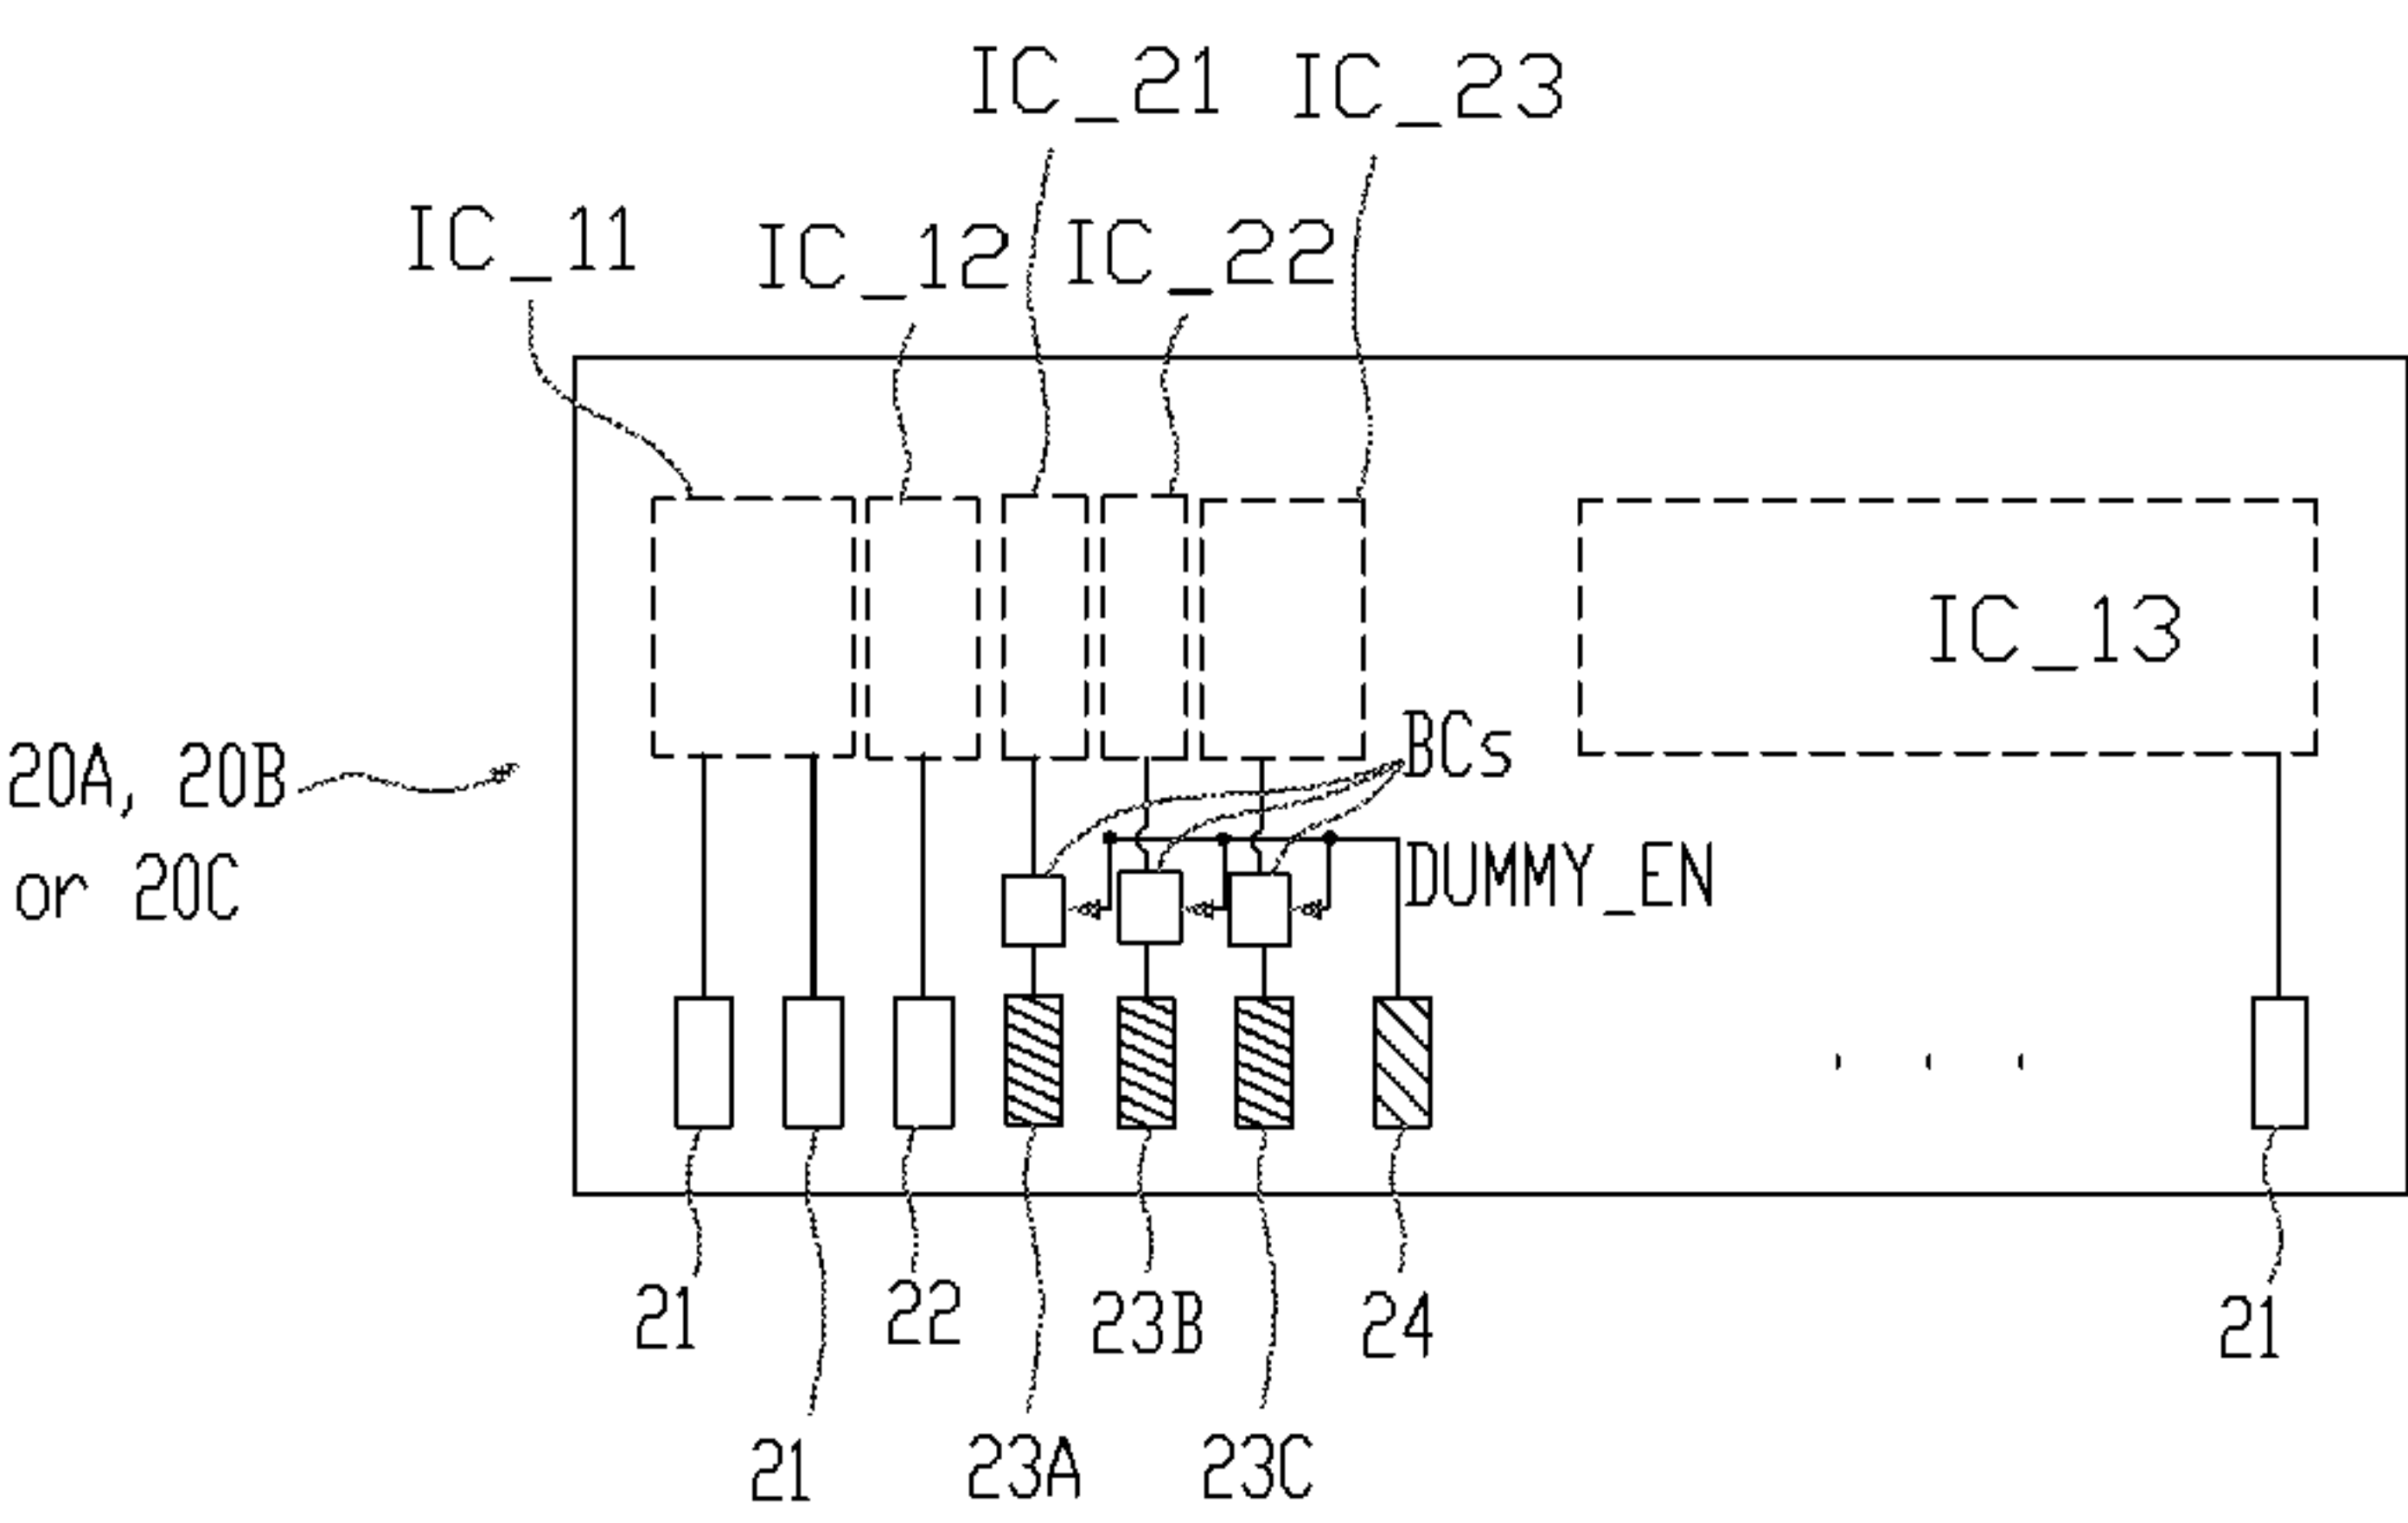 IC_21 IC_23
IC_11 IC_12 IC_22
IC_13
BCs
20A, 20B
or 20C
DUMMY_EN
21 22 23B 24 21
21 23A 23C